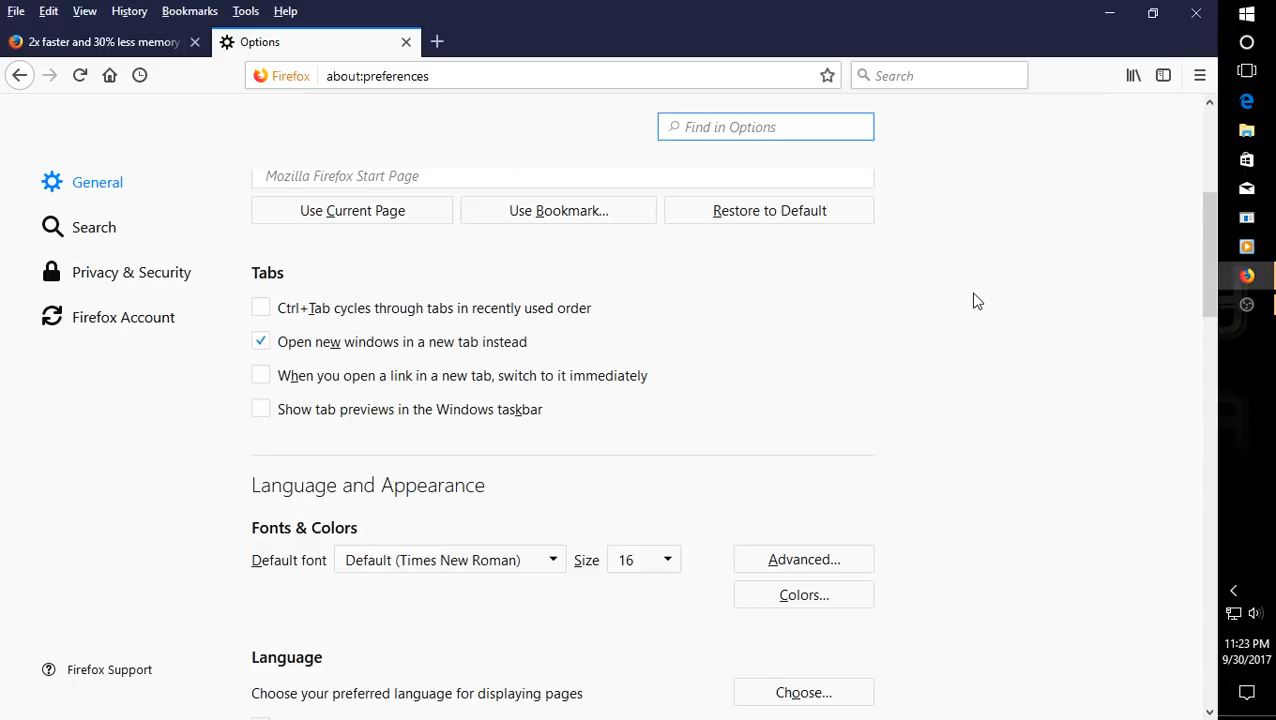 File Edit View History Bookmarks Tools Help
2x faster and 30% less memory
Options
Firefox about:preferences Search
Find in Options
General
Search
Privacy & Security
Firefox Account
Firefox Support
Mozilla Firefox Start Page
Use Current Page Use Bookmark... Restore to Default
Tabs
Ctrl+Tab cycles through tabs in recently used order
Open new windows in a new tab instead
When you open a link in a new tab, switch to it immediately
Show tab previews in the Windows taskbar
Language and Appearance
Fonts & Colors
Default font Default (Times New Roman) Size 16 Advanced...
Colors...
Language
Choose your preferred language for displaying pages Choose...
11:23 PM
9/30/2017